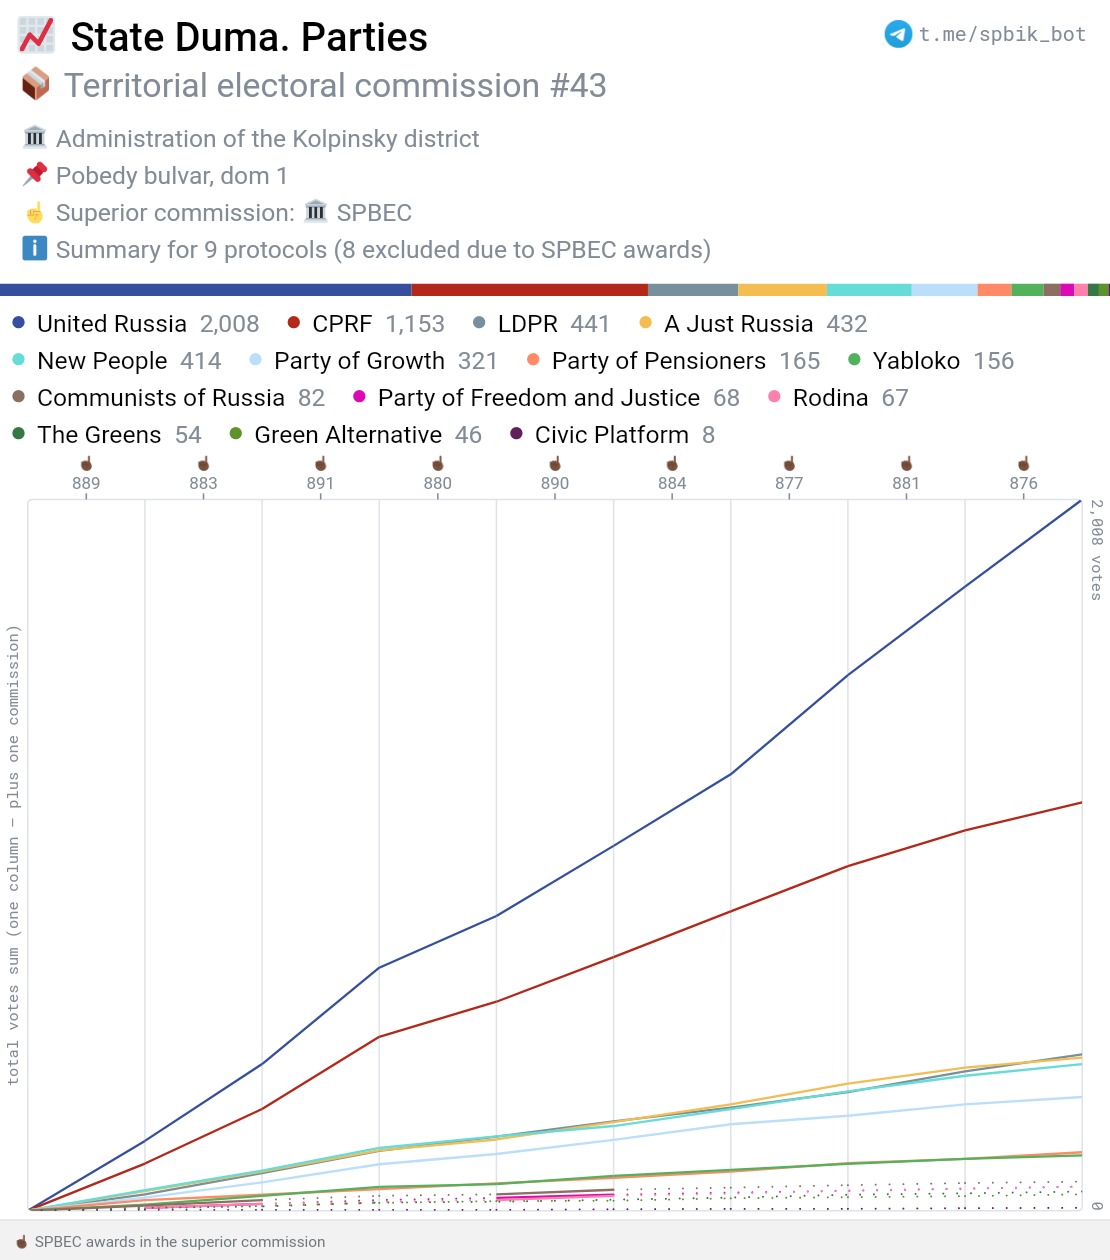 State Duma. Parties
t.me/spbik_bot
Territorial electoral commission #43
Administration of the Kolpinsky district
Pobedy bulvar, dom 1
Superior commission: SPBEC
Summary for 9 protocols (8 excluded due to SPBEC awards)
United Russia 2,008 CPRF 1,153 LDPR 441 A Just Russia 432
New People 414 Party of Growth 321 Party of Pensioners 165 Yabloko 156
Communists of Russia 82 Party of Freedom and Justice 68 Rodina 67
The Greens 54 Green Alternative 46 Civic Platform 8
889 883 891 880 890 884 877 881 876
2,008 votes
total votes sum (one column – plus one commission)
0
SPBEC awards in the superior commission